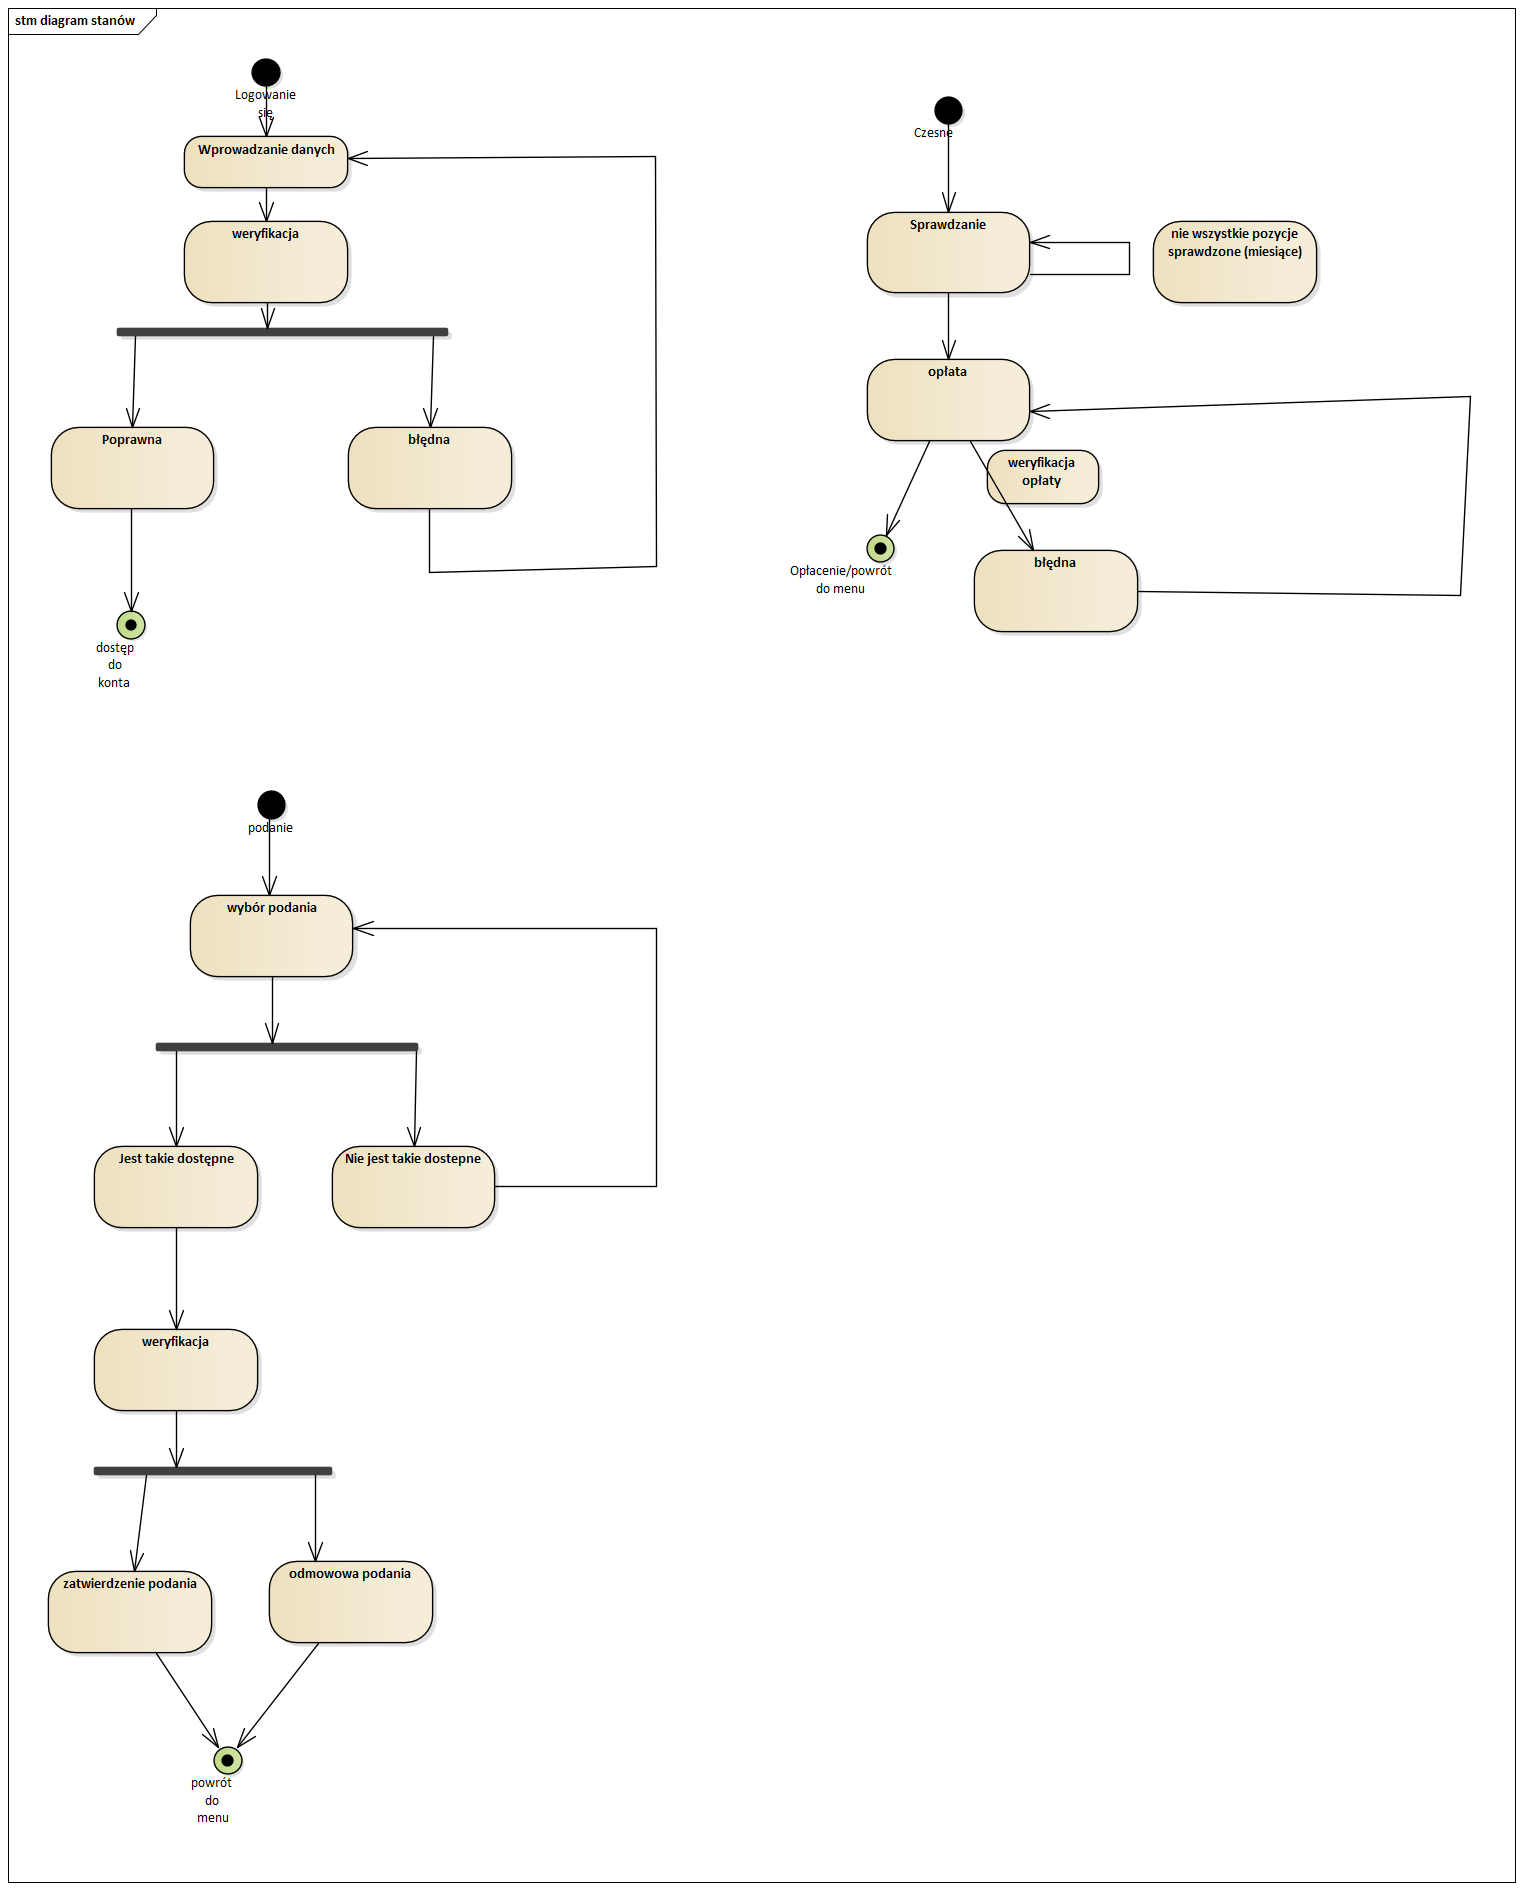 stm diagram stanów
Logowanie
się
Wprowadzanie danych
weryfikacja
Poprawna
błędna
dostęp
do
konta
Czesne
Sprawdzanie
nie wszystkie pozycje
sprawdzone (miesiące)
opłata
weryfikacja
opłaty
Opłacenie/powrót
do menu
błędna
podanie
wybór podania
Jest takie dostępne
Nie jest takie dostepne
weryfikacja
zatwierdzenie podania
odmowowa podania
powrót
do
menu